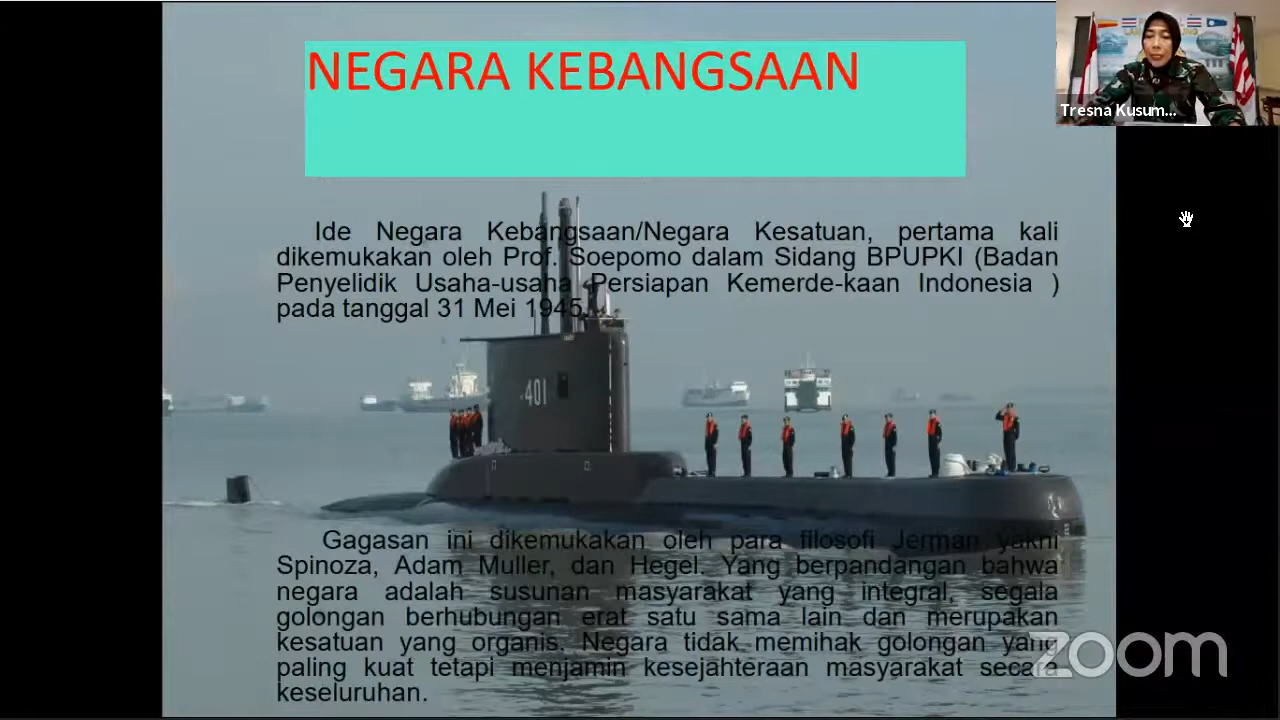 NEGARA KEBANGSAAN
Tresna Kusum...
Ide Negara Kebangsaan/Negara Kesatuan, pertama kali
dikemukakan oleh Prof. Soepomo dalam Sidang BPUPKI (Badan
Penyelidik Usaha-usaha Persiapan Kemerde-kaan Indonesia )
pada tanggal 31 Mei 1945.
401
Gagasan ini dikemukakan oleh para filosofi Jerman yakni
Spinoza, Adam Muller, dan Hegel. Yang berpandangan bahwa
negara adalah susunan masyarakat yang integral, segala
golongan berhubungan erat satu sama lain dan merupakan
kesatuan yang organis. Negara tidak memihak golongan yang
paling kuat tetapi menjamin kesejahteraan masyarakat secara
keseluruhan.
zoom